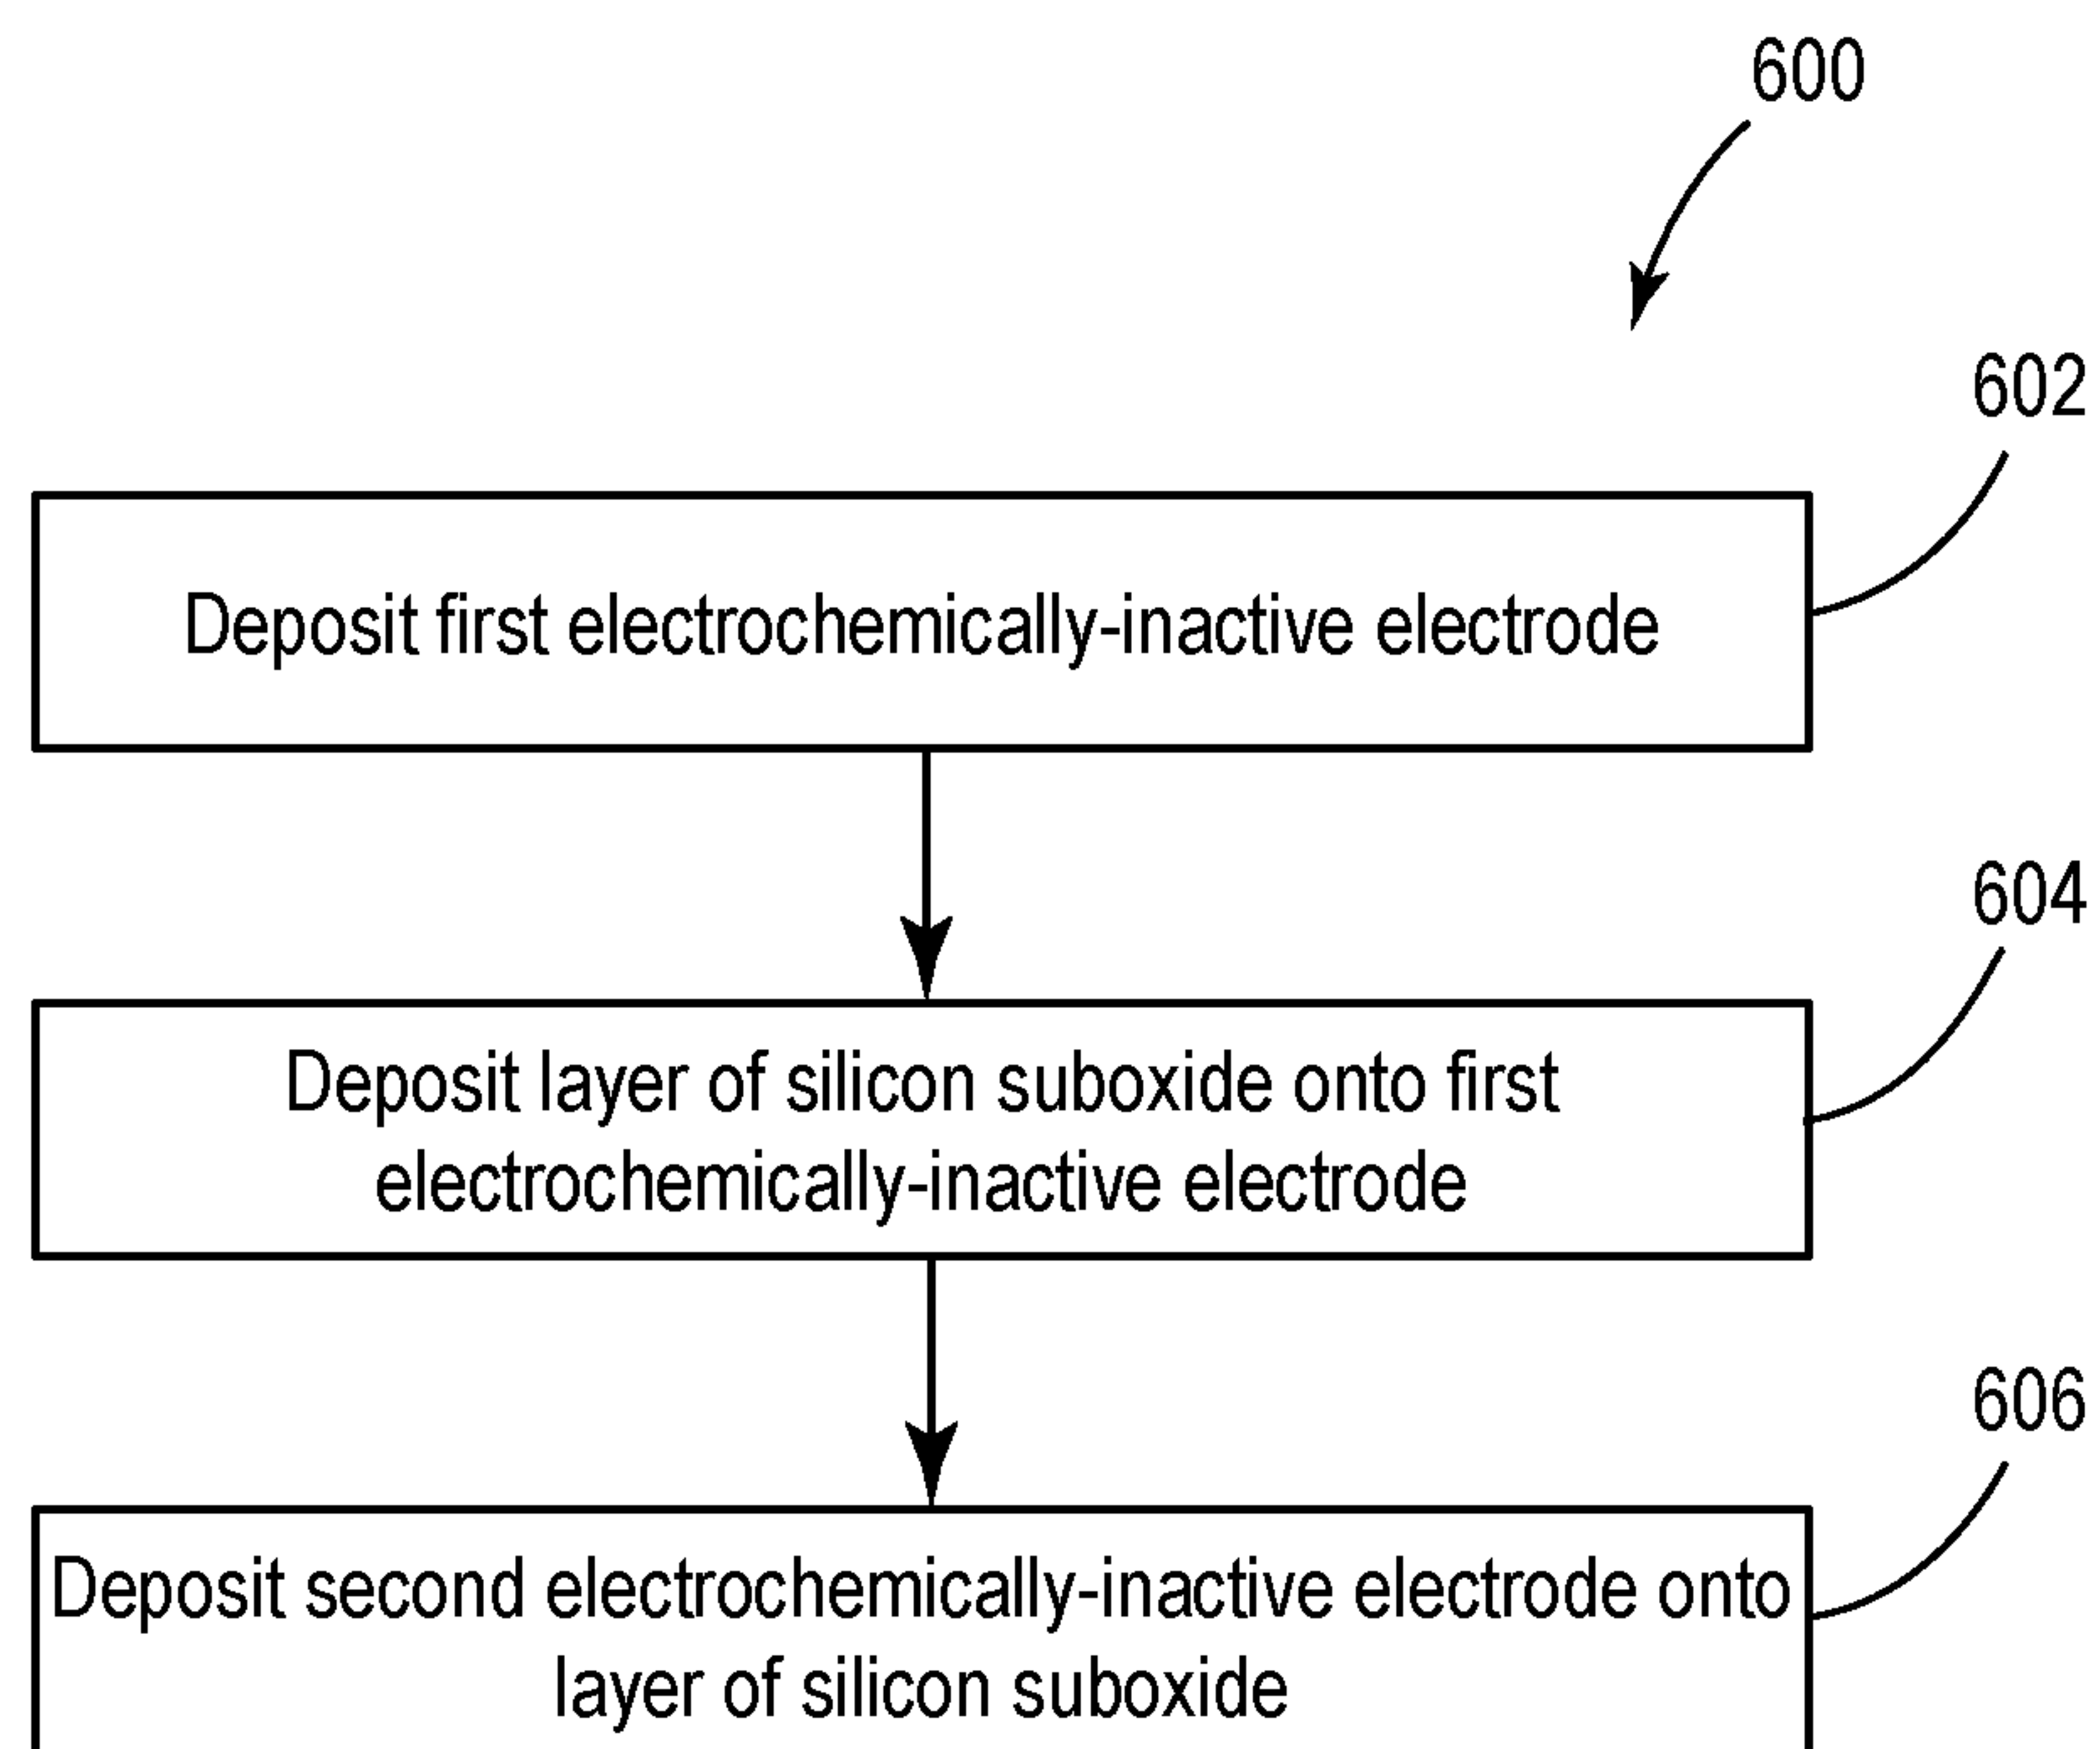 600
602
Deposit first electrochemically-inactive electrode
604
Deposit layer of silicon suboxide onto first
electrochemically-inactive electrode
606
Deposit second electrochemically-inactive electrode onto
layer of silicon suboxide